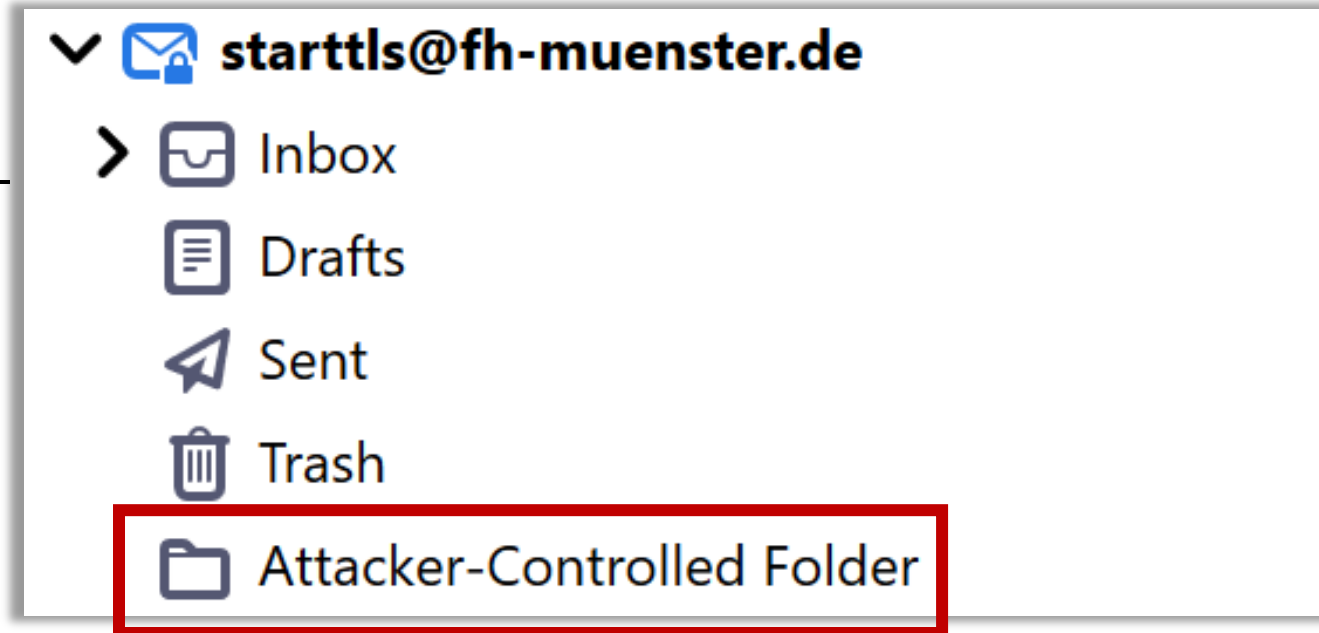 starttls@fh-muenster.de
Inbox
Drafts
Sent
Trash
Attacker-Controlled Folder